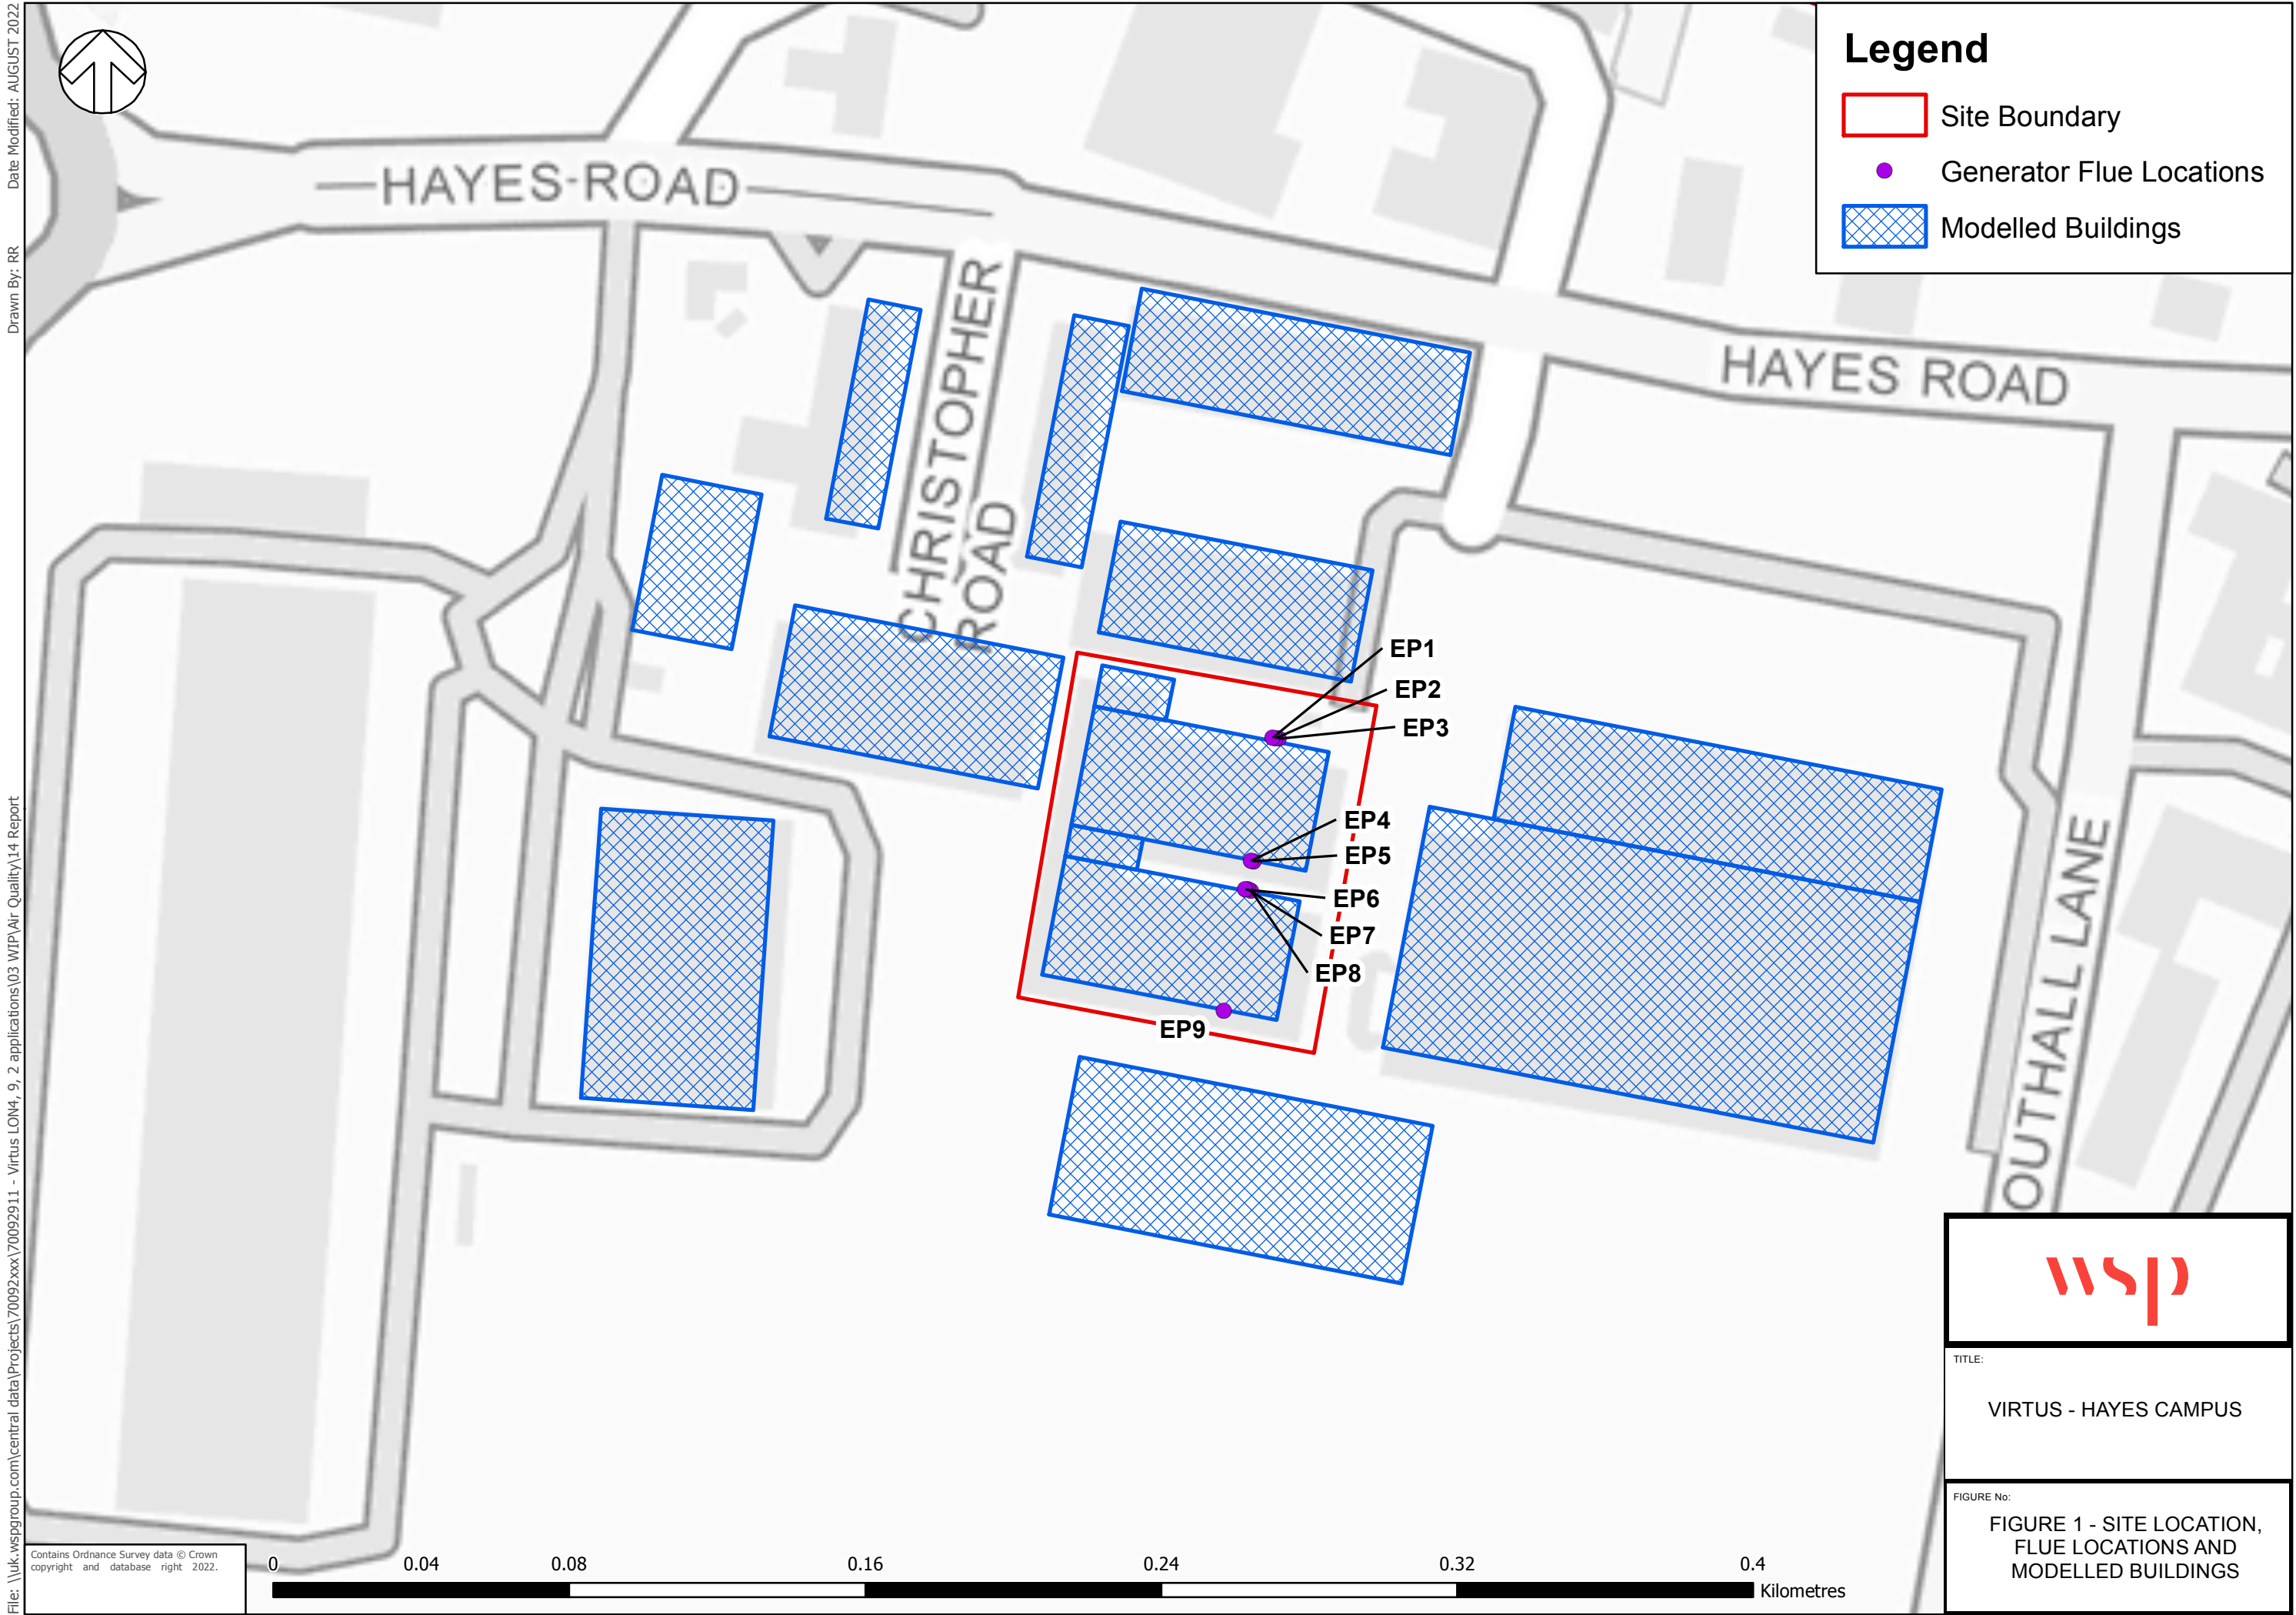 Date Modified: AUGUST 2022
Drawn By: RR
File: \\uk.wspgroup.com\central data\Projects\70092xxx\70092911 - Virtus LON4, 9, 2 applications\03 WIP\Air Quality\14 Report
Legend
Site Boundary
Generator Flue Locations
Modelled Buildings
HAYES ROAD
HAYES ROAD
CHRISTOPHER
ROAD
OUTHALL LANE
EP1
EP2
EP3
EP4
EP5
EP6
EP7
EP8
EP9
wsp
TITLE:
VIRTUS - HAYES CAMPUS
FIGURE No:
FIGURE 1 - SITE LOCATION,
FLUE LOCATIONS AND
MODELLED BUILDINGS
Contains Ordnance Survey data © Crown
copyright and database right 2022.
0 0.04 0.08 0.16 0.24 0.32 0.4
Kilometres